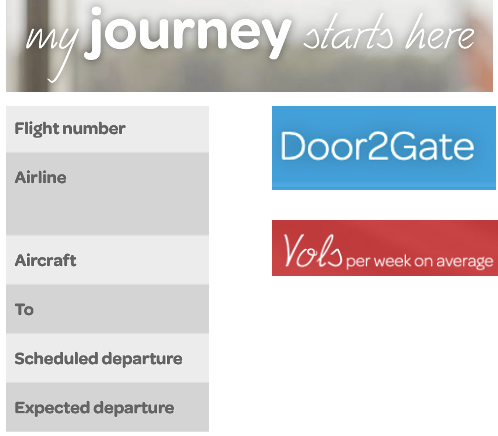 my journey starts here
Flight number
Airline
Aircraft
To
Scheduled departure
Expected departure
Door2Gate
Vols per week on average